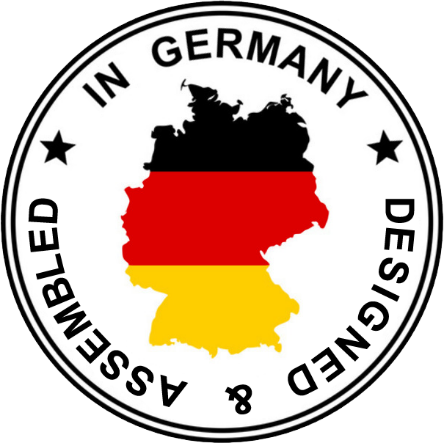 IN GERMANY
DESIGNED & ASSEMBLED